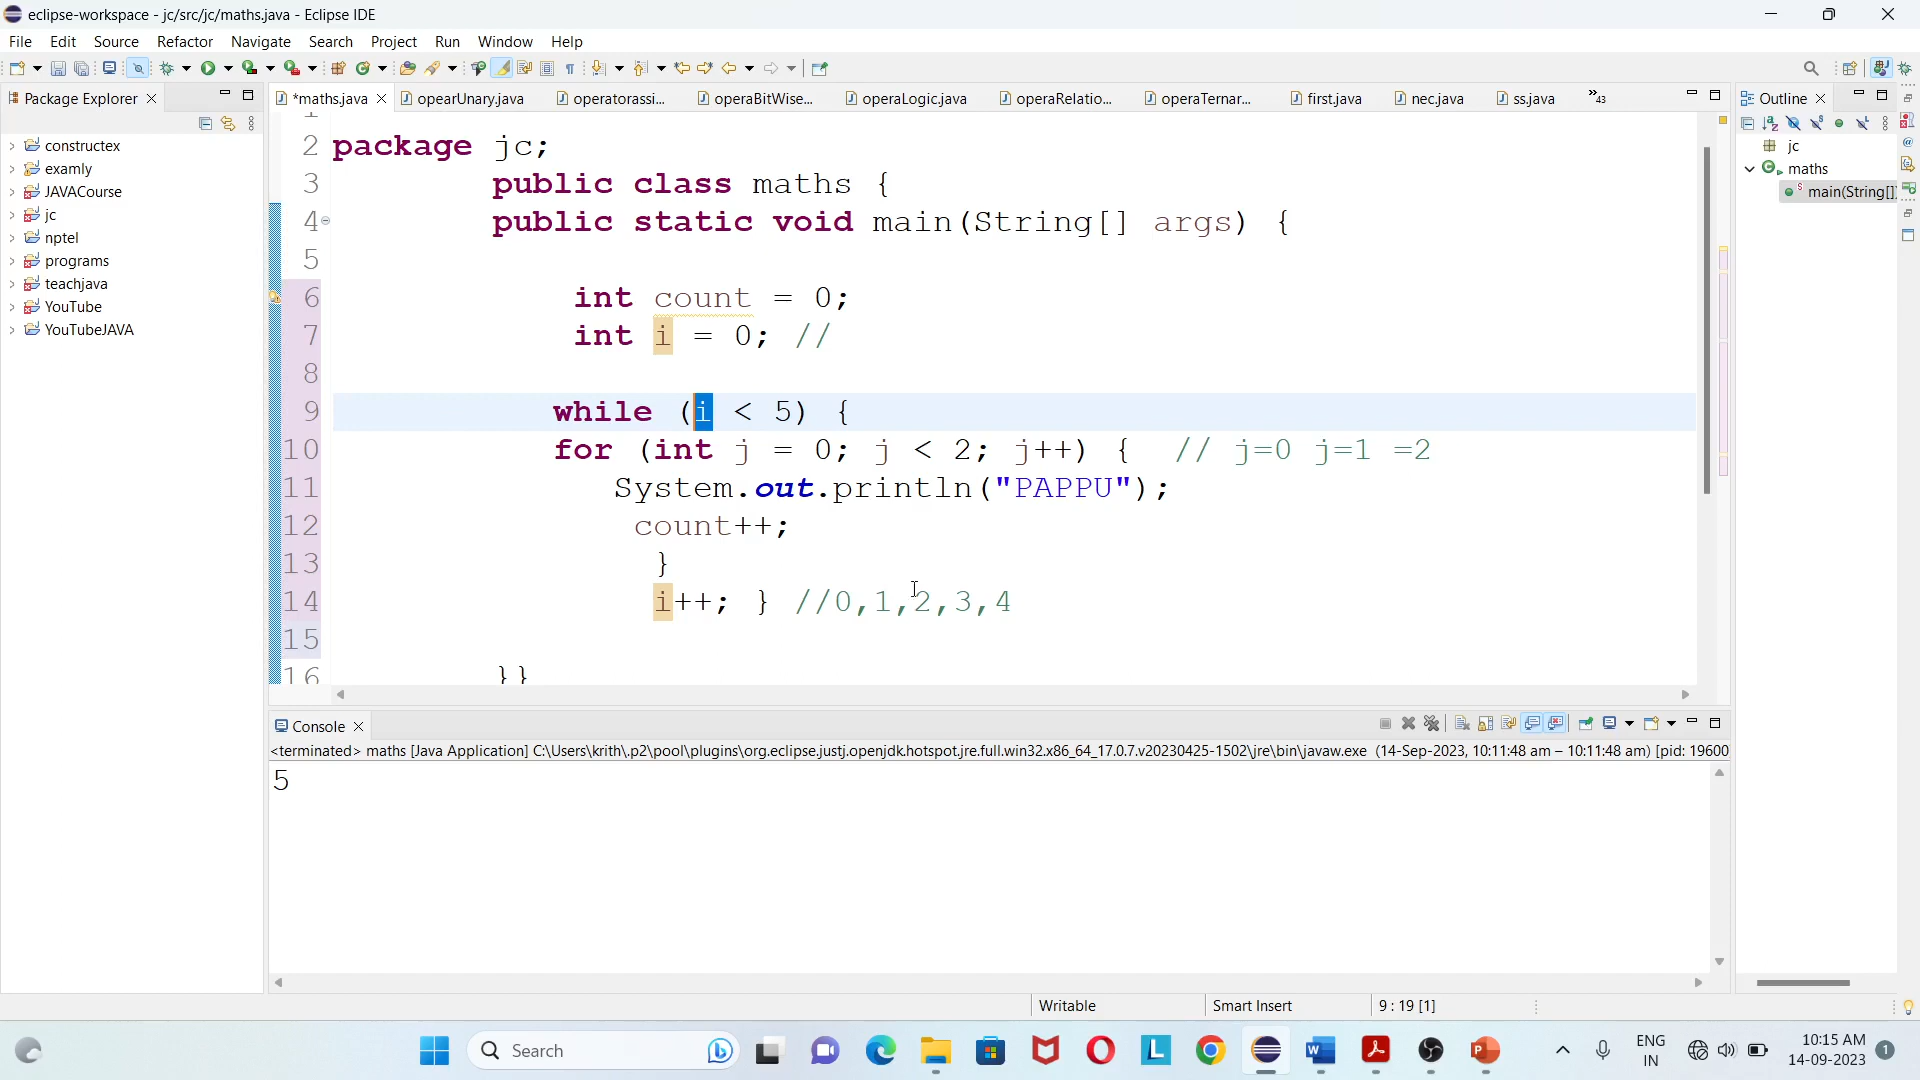 eclipse-workspace - jc/src/jc/maths.java - Eclipse IDE
File Edit Source Refactor Navigate Search Project Run Window Help
Package Explorer
*maths.java opearUnary.java operatorassi... operaBitWise... operaLogic.java operaRelatio... operaTernar... first.java nec.java ss.java »43
Outline
constructex
examly
JAVACourse
jc
nptel
programs
teachjava
YouTube
YouTubeJAVA
1
2 package jc;
3 public class maths {
4 public static void main(String[] args) {
5
6 int count = 0;
7 int i = 0; //
8
9 while (i < 5) {
10 for (int j = 0; j < 2; j++) { // j=0 j=1 =2
11 System.out.println("PAPPU");
12 count++;
13 }
14 i++; } //0,1,2,3,4
15
16 }}
jc
maths
main(String[])
Console
<terminated> maths [Java Application] C:\Users\krith\.p2\pool\plugins\org.eclipse.justj.openjdk.hotspot.jre.full.win32.x86_64_17.0.7.v20230425-1502\jre\bin\javaw.exe (14-Sep-2023, 10:11:48 am – 10:11:48 am) [pid: 19600
5
Writable Smart Insert 9 : 19 [1]
Search
ENG
IN
10:15 AM
14-09-2023
1